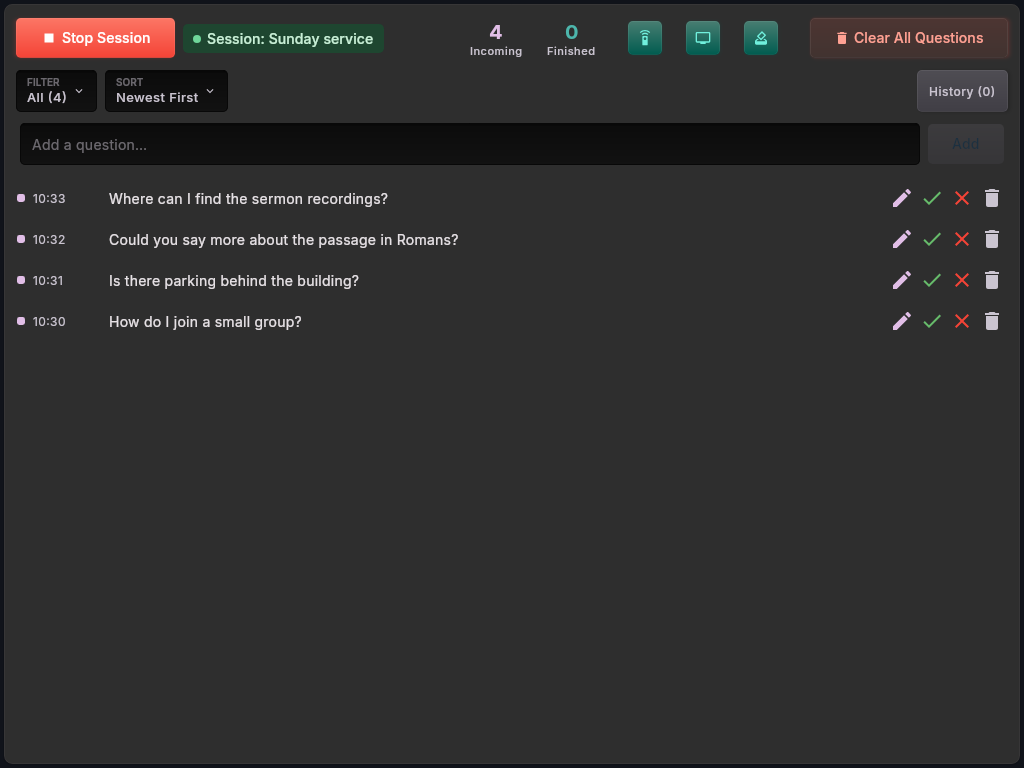 Stop Session
Session: Sunday service
4
Incoming
0
Finished
Clear All Questions
FILTER
All (4)
SORT
Newest First
History (0)
Add a question...
Add
10:33 Where can I find the sermon recordings?
10:32 Could you say more about the passage in Romans?
10:31 Is there parking behind the building?
10:30 How do I join a small group?